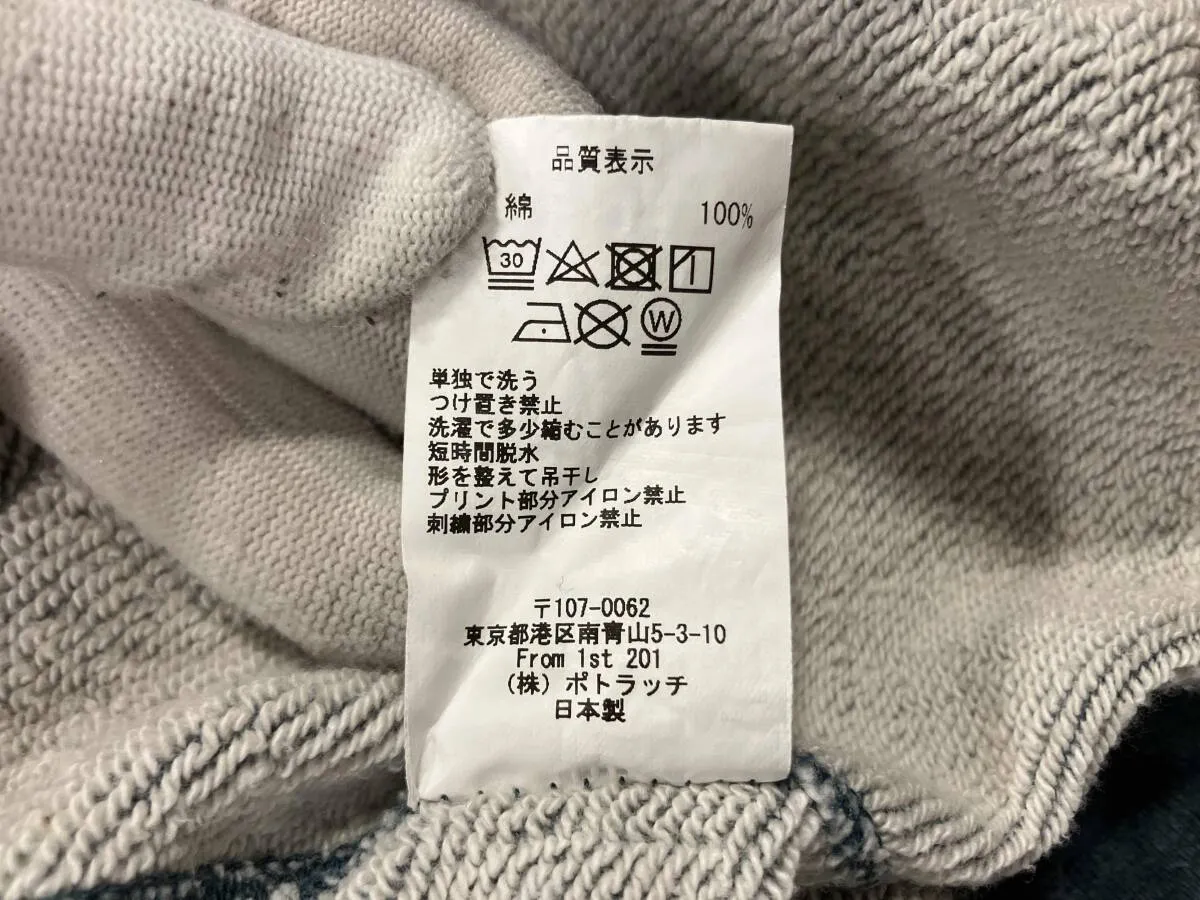 品質表示
綿 100%
30
W
単独で洗う
つけ置き禁止
洗濯で多少縮むことがあります
短時間脱水
形を整えて吊干し
プリント部分アイロン禁止
刺繍部分アイロン禁止
〒107-0062
東京都港区南青山5-3-10
From 1st 201
(株)ポトラッチ
日本製